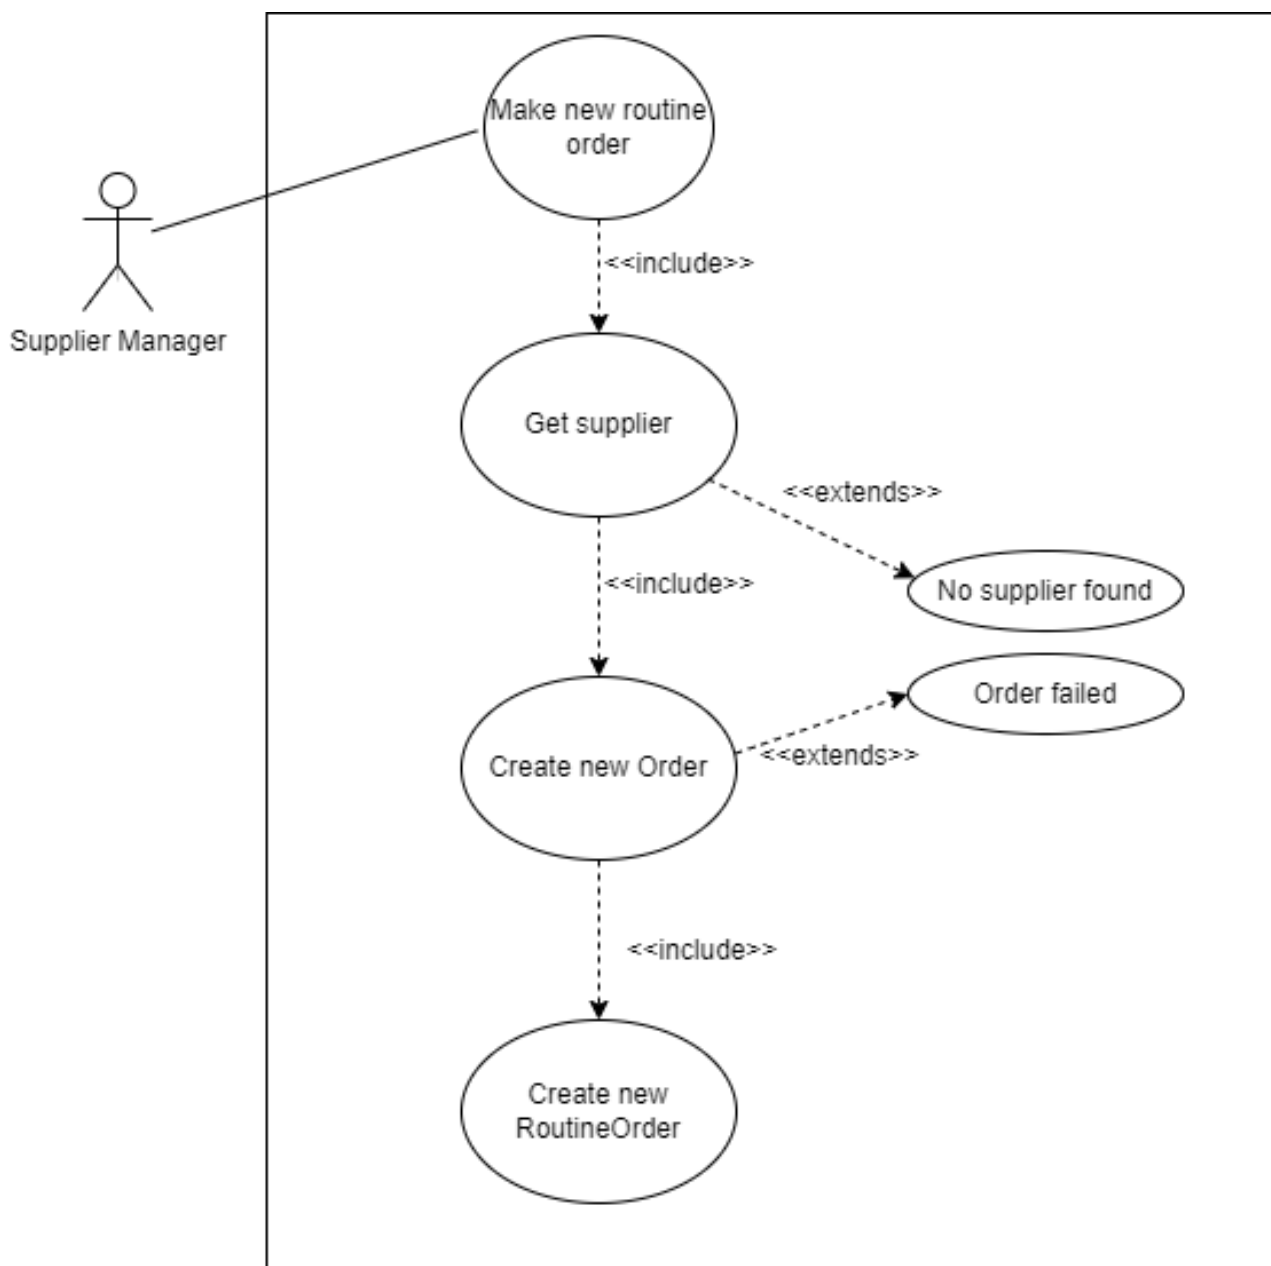 Make new routine
order
<<include>>
Supplier Manager
Get supplier
<<extends>>
<<include>>
No supplier found
Order failed
Create new Order
<<extends>>
<<include>>
Create new
RoutineOrder